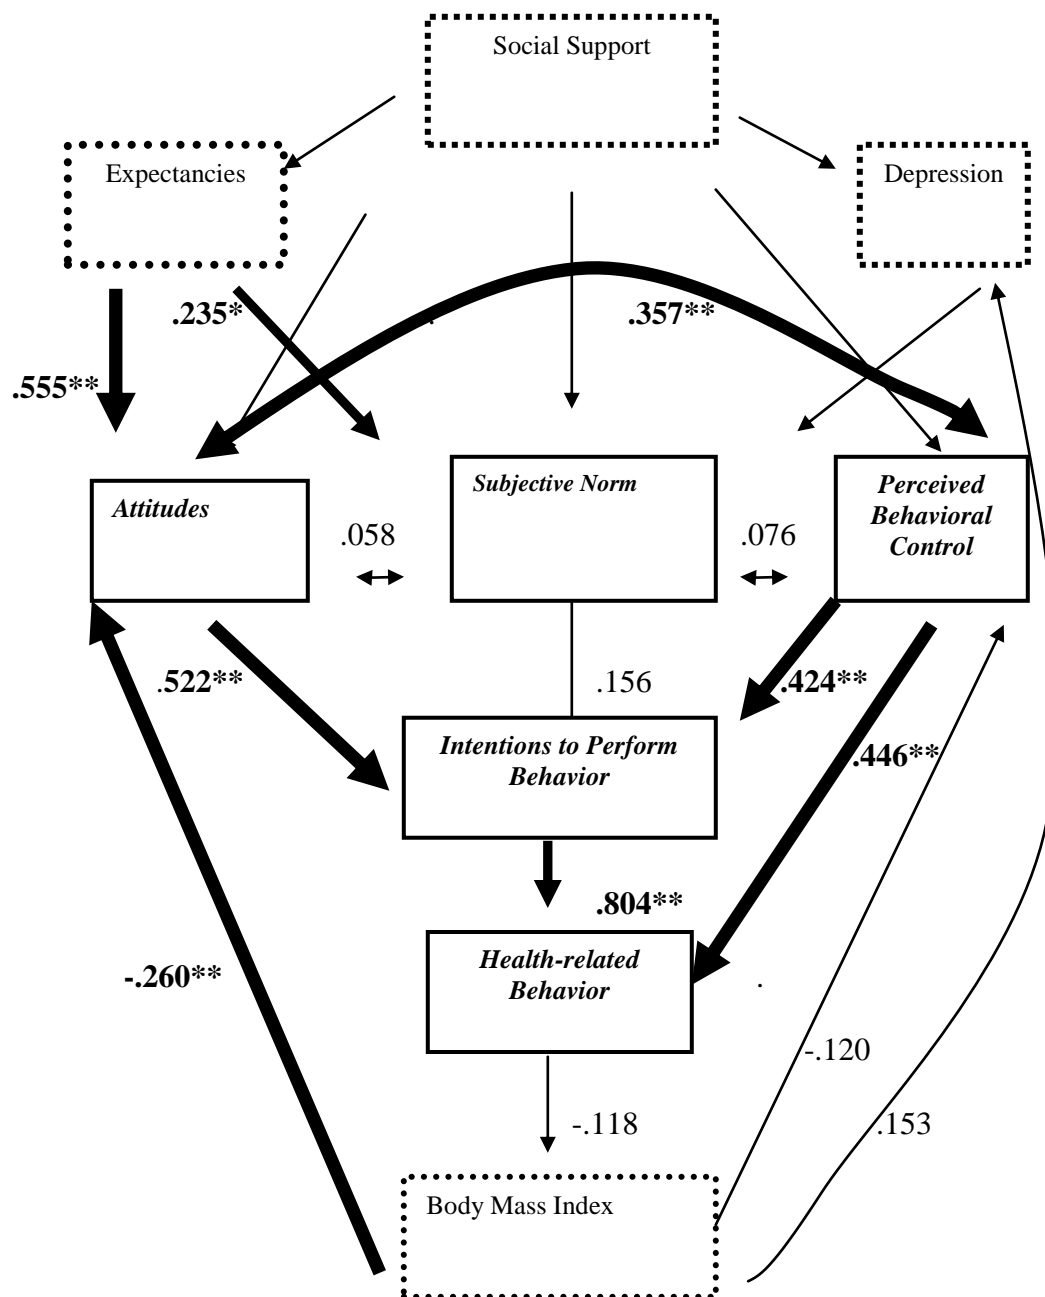 Social Support
Expectancies
Depression
.235*
.
.357**
.555**
Attitudes
Subjective Norm
Perceived
Behavioral
Control
.058
.076
.522**
.156
.424**
Intentions to Perform
Behavior
.446**
.804**
Health-related
Behavior
-.260**
.
-.120
-.118
.153
Body Mass Index